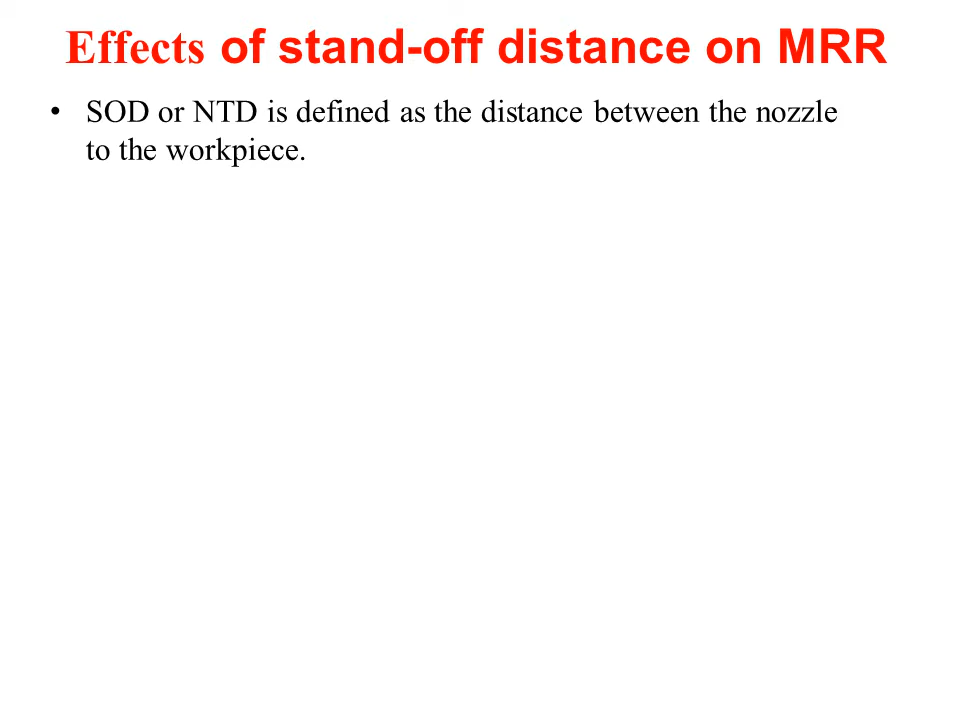 Effects of stand-off distance on MRR
• SOD or NTD is defined as the distance between the nozzle
to the workpiece.